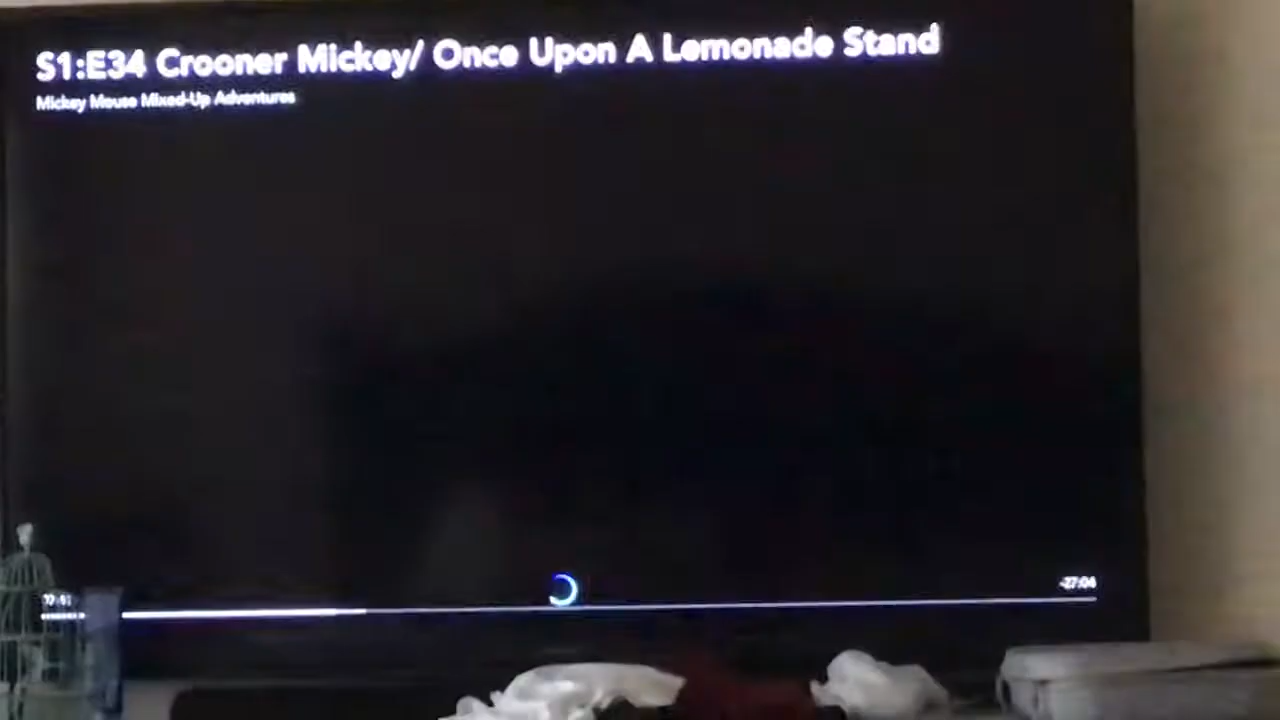 S1:E34 Crooner Mickey/ Once Upon A Lemonade Stand
Mickey Mouse Mixed-Up Adventures
-27:04